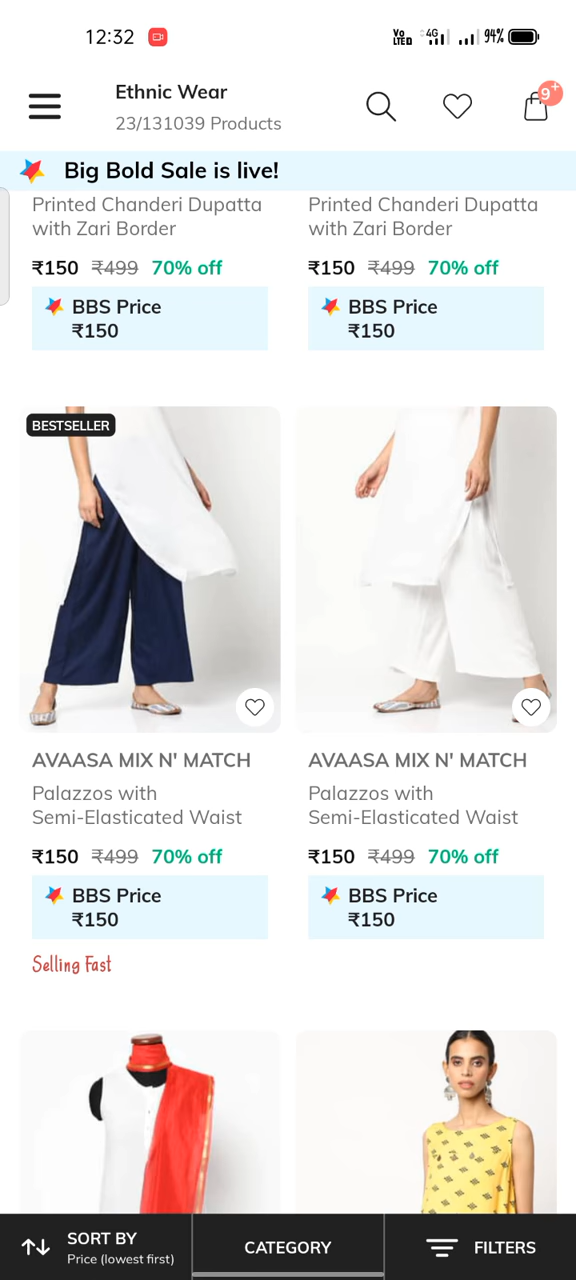 12:32
Vo
LTE D
4G
94%
Ethnic Wear
23/131039 Products
9+
Big Bold Sale is live!
Printed Chanderi Dupatta
with Zari Border
₹150 ₹499 70% off
BBS Price
₹150
Printed Chanderi Dupatta
with Zari Border
₹150 ₹499 70% off
BBS Price
₹150
BESTSELLER
AVAASA MIX N' MATCH
Palazzos with
Semi-Elasticated Waist
₹150 ₹499 70% off
BBS Price
₹150
Selling Fast
AVAASA MIX N' MATCH
Palazzos with
Semi-Elasticated Waist
₹150 ₹499 70% off
BBS Price
₹150
SORT BY
Price (lowest first)
CATEGORY
FILTERS